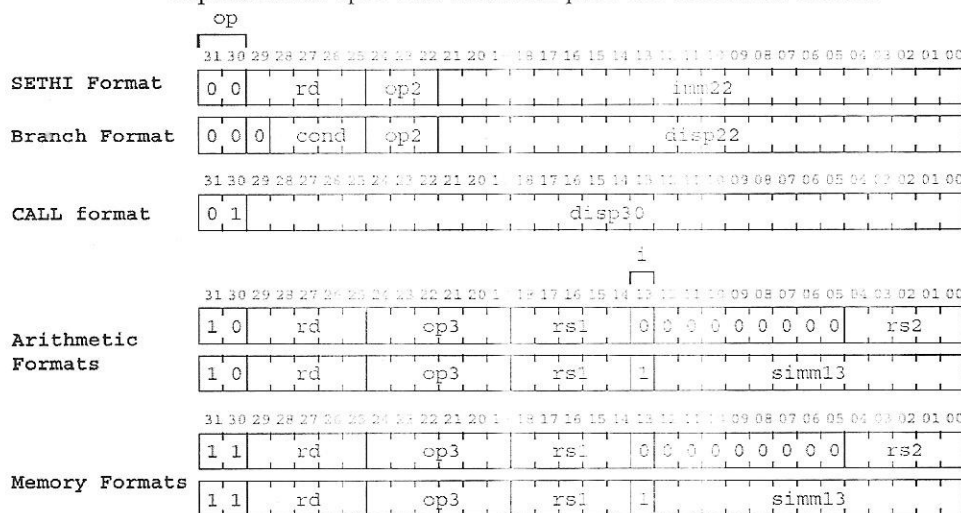 op
31 30 29 28 27 26 25 24 23 22 21 20 1 18 17 16 15 14 13 12 11 10 09 08 07 06 05 04 03 02 01 00
SETHI Format 0 0 rd op2 imm22
Branch Format 0 0 0 cond op2 disp22
31 30 29 28 27 26 25 24 23 22 21 20 1 18 17 16 15 14 13 12 11 10 09 08 07 06 05 04 03 02 01 00
CALL format 0 1 disp30
i
31 30 29 28 27 26 25 24 23 22 21 20 1 18 17 16 15 14 13 12 11 10 09 08 07 06 05 04 03 02 01 00
Arithmetic Formats
1 0 rd op3 rs1 0 0 0 0 0 0 0 0 0 rs2
1 0 rd op3 rs1 1 simm13
31 30 29 28 27 26 25 24 23 22 21 20 1 18 17 16 15 14 13 12 11 10 09 08 07 06 05 04 03 02 01 00
Memory Formats
1 1 rd op3 rs1 0 0 0 0 0 0 0 0 0 rs2
1 1 rd op3 rs1 1 simm13